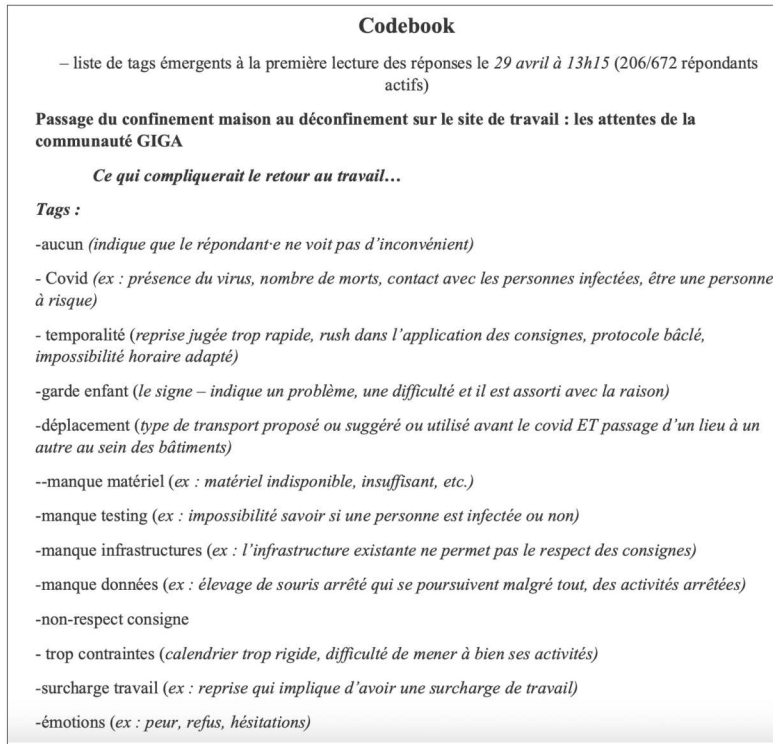 Codebook
– liste de tags émergents à la première lecture des réponses le 29 avril à 13h15 (206/672 répondants
actifs)
Passage du confinement maison au déconfinement sur le site de travail : les attentes de la
communauté GIGA
Ce qui compliquerait le retour au travail…
Tags :
-aucun (indique que le répondant·e ne voit pas d’inconvénient)
- Covid (ex : présence du virus, nombre de morts, contact avec les personnes infectées, être une personne
à risque)
- temporalité (reprise jugée trop rapide, rush dans l’application des consignes, protocole bâclé,
impossibilité horaire adapté)
-garde enfant (le signe – indique un problème, une difficulté et il est assorti avec la raison)
-déplacement (type de transport proposé ou suggéré ou utilisé avant le covid ET passage d’un lieu à un
autre au sein des bâtiments)
--manque matériel (ex : matériel indisponible, insuffisant, etc.)
-manque testing (ex : impossibilité savoir si une personne est infectée ou non)
-manque infrastructures (ex : l’infrastructure existante ne permet pas le respect des consignes)
-manque données (ex : élevage de souris arrêté qui se poursuivent malgré tout, des activités arrêtées)
-non-respect consigne
- trop contraintes (calendrier trop rigide, difficulté de mener à bien ses activités)
-surcharge travail (ex : reprise qui implique d’avoir une surcharge de travail)
-émotions (ex : peur, refus, hésitations)